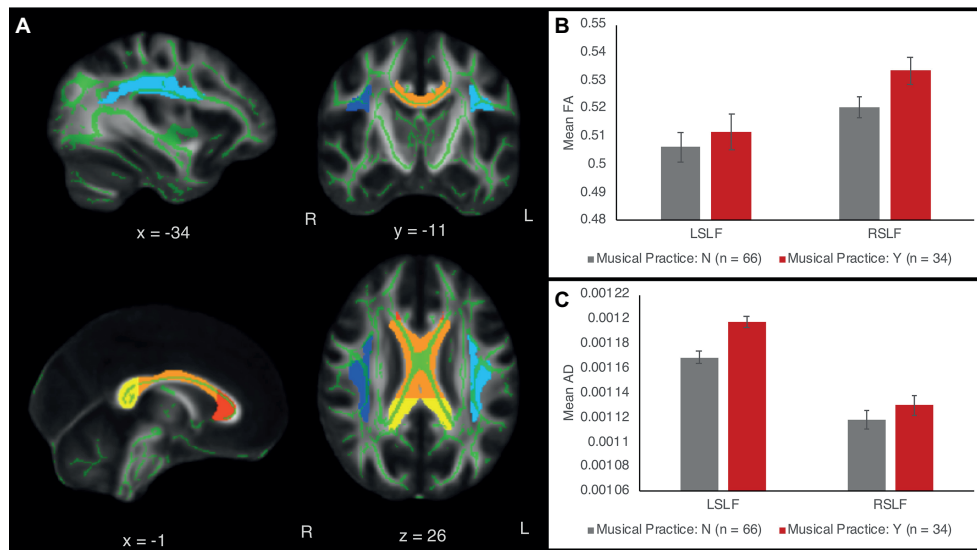 A
x = -34
R
y = -11
L
x = -1
R
z = 26
L
B
Mean FA
0.55
0.54
0.53
0.52
0.51
0.5
0.49
0.48
LSLF
RSLF
Musical Practice: N (n = 66)
Musical Practice: Y (n = 34)
C
Mean AD
0.00122
0.0012
0.00118
0.00116
0.00114
0.00112
0.0011
0.00108
0.00106
LSLF
RSLF
Musical Practice: N (n = 66)
Musical Practice: Y (n = 34)